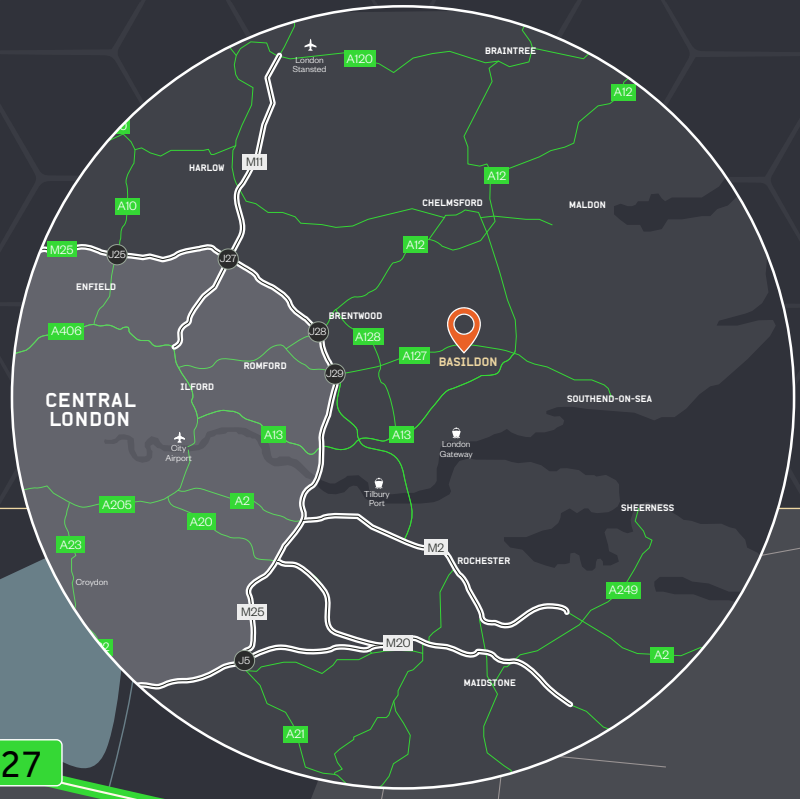 BRAINTREE
London
Stansted
A120
A12
HARLOW
M11
A12
A10
CHELMSFORD
MALDON
M25
J25
J27
A12
ENFIELD
A406
J28
BRENTWOOD
A128
ROMFORD
A127
BASILDON
ILFORD
J29
CENTRAL
LONDON
SOUTHEND-ON-SEA
A13
A13
City
Airport
London
Gateway
Tilbury
Port
A205
A2
SHEERNESS
A20
A23
M2
ROCHESTER
Croydon
A249
M25
M20
J5
A2
MAIDSTONE
A21
27